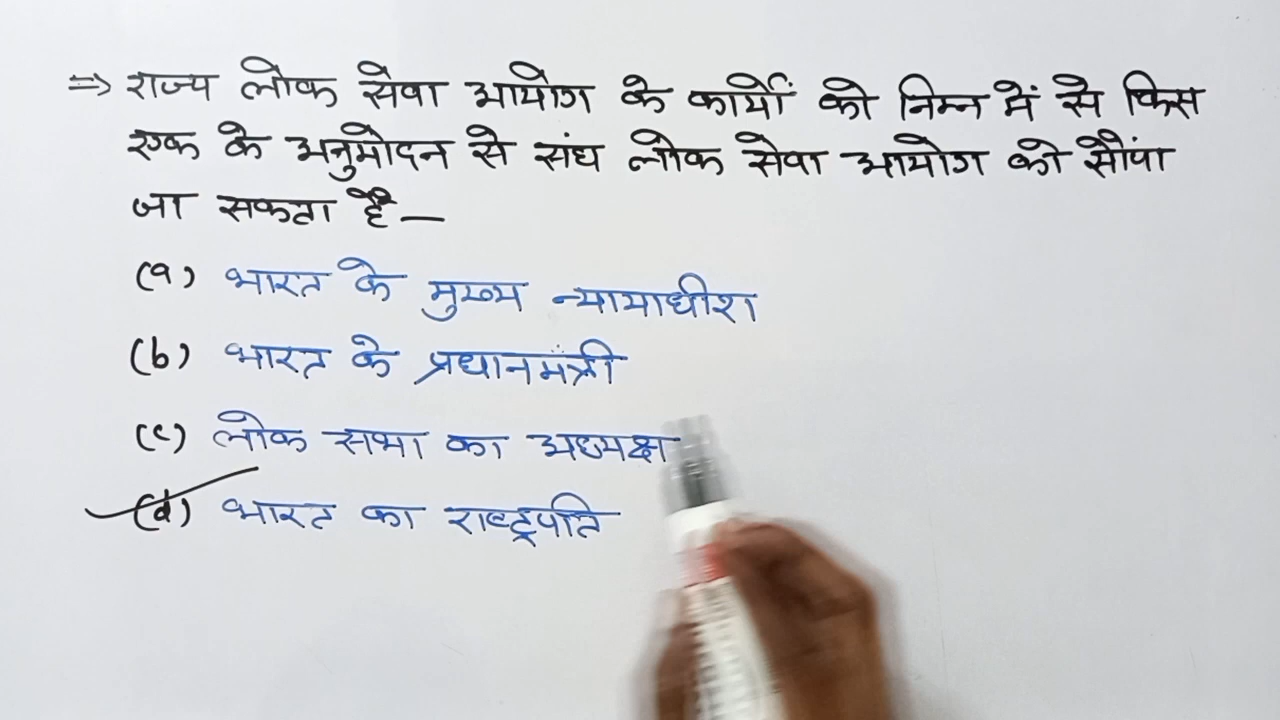 ⇒ राज्य लोक सेवा आयोग के कार्यों को निम्न में से किस
एक के अनुमोदन से संघ लोक सेवा आयोग को सौंपा
जा सकता है —
(a) भारत के मुख्य न्यायाधीश
(b) भारत के प्रधानमंत्री
(c) लोक सभा का अध्यक्ष
(d) भारत का राष्ट्रपति